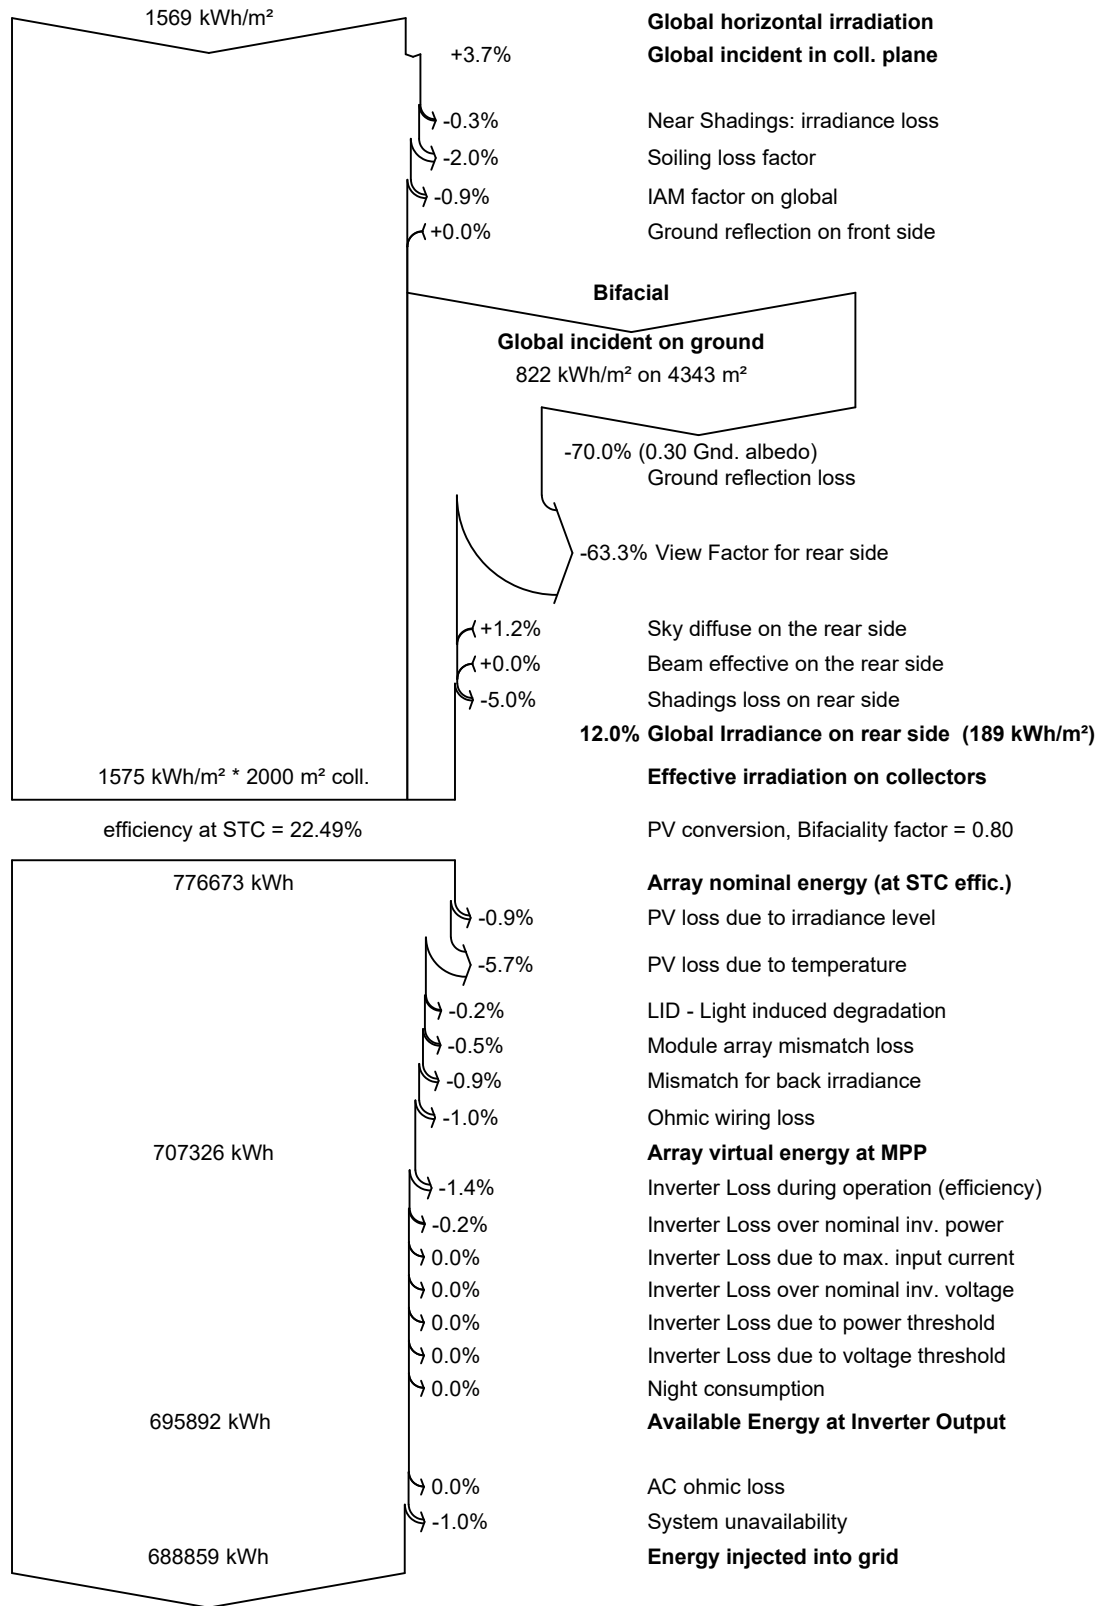 1569 kWh/m² Global horizontal irradiation
+3.7% Global incident in coll. plane
-0.3% Near Shadings: irradiance loss
-2.0% Soiling loss factor
-0.9% IAM factor on global
+0.0% Ground reflection on front side
Bifacial
Global incident on ground
822 kWh/m² on 4343 m²
-70.0% (0.30 Gnd. albedo)
Ground reflection loss
-63.3% View Factor for rear side
+1.2% Sky diffuse on the rear side
+0.0% Beam effective on the rear side
-5.0% Shadings loss on rear side
12.0% Global Irradiance on rear side (189 kWh/m²)
1575 kWh/m² * 2000 m² coll. Effective irradiation on collectors
efficiency at STC = 22.49% PV conversion, Bifaciality factor = 0.80
776673 kWh Array nominal energy (at STC effic.)
-0.9% PV loss due to irradiance level
-5.7% PV loss due to temperature
-0.2% LID - Light induced degradation
-0.5% Module array mismatch loss
-0.9% Mismatch for back irradiance
-1.0% Ohmic wiring loss
707326 kWh Array virtual energy at MPP
-1.4% Inverter Loss during operation (efficiency)
-0.2% Inverter Loss over nominal inv. power
0.0% Inverter Loss due to max. input current
0.0% Inverter Loss over nominal inv. voltage
0.0% Inverter Loss due to power threshold
0.0% Inverter Loss due to voltage threshold
0.0% Night consumption
695892 kWh Available Energy at Inverter Output
0.0% AC ohmic loss
-1.0% System unavailability
688859 kWh Energy injected into grid